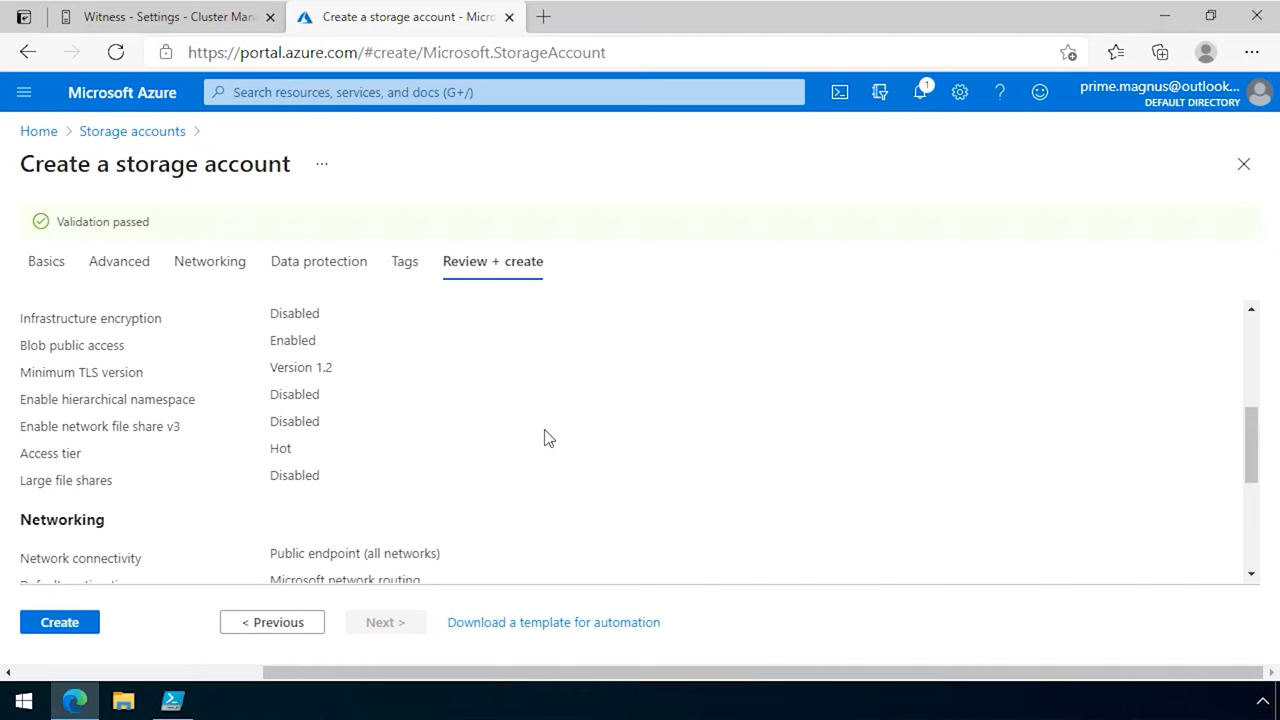 Witness - Settings - Cluster Man
Create a storage account - Micro
https://portal.azure.com/#create/Microsoft.StorageAccount
Microsoft Azure
Search resources, services, and docs (G+/)
1
prime.magnus@outlook...
DEFAULT DIRECTORY
Home > Storage accounts >
Create a storage account ...
Validation passed
Basics Advanced Networking Data protection Tags Review + create
Infrastructure encryption Disabled
Blob public access Enabled
Minimum TLS version Version 1.2
Enable hierarchical namespace Disabled
Enable network file share v3 Disabled
Access tier Hot
Large file shares Disabled
Networking
Network connectivity Public endpoint (all networks)
Microsoft network routing
Create < Previous Next > Download a template for automation